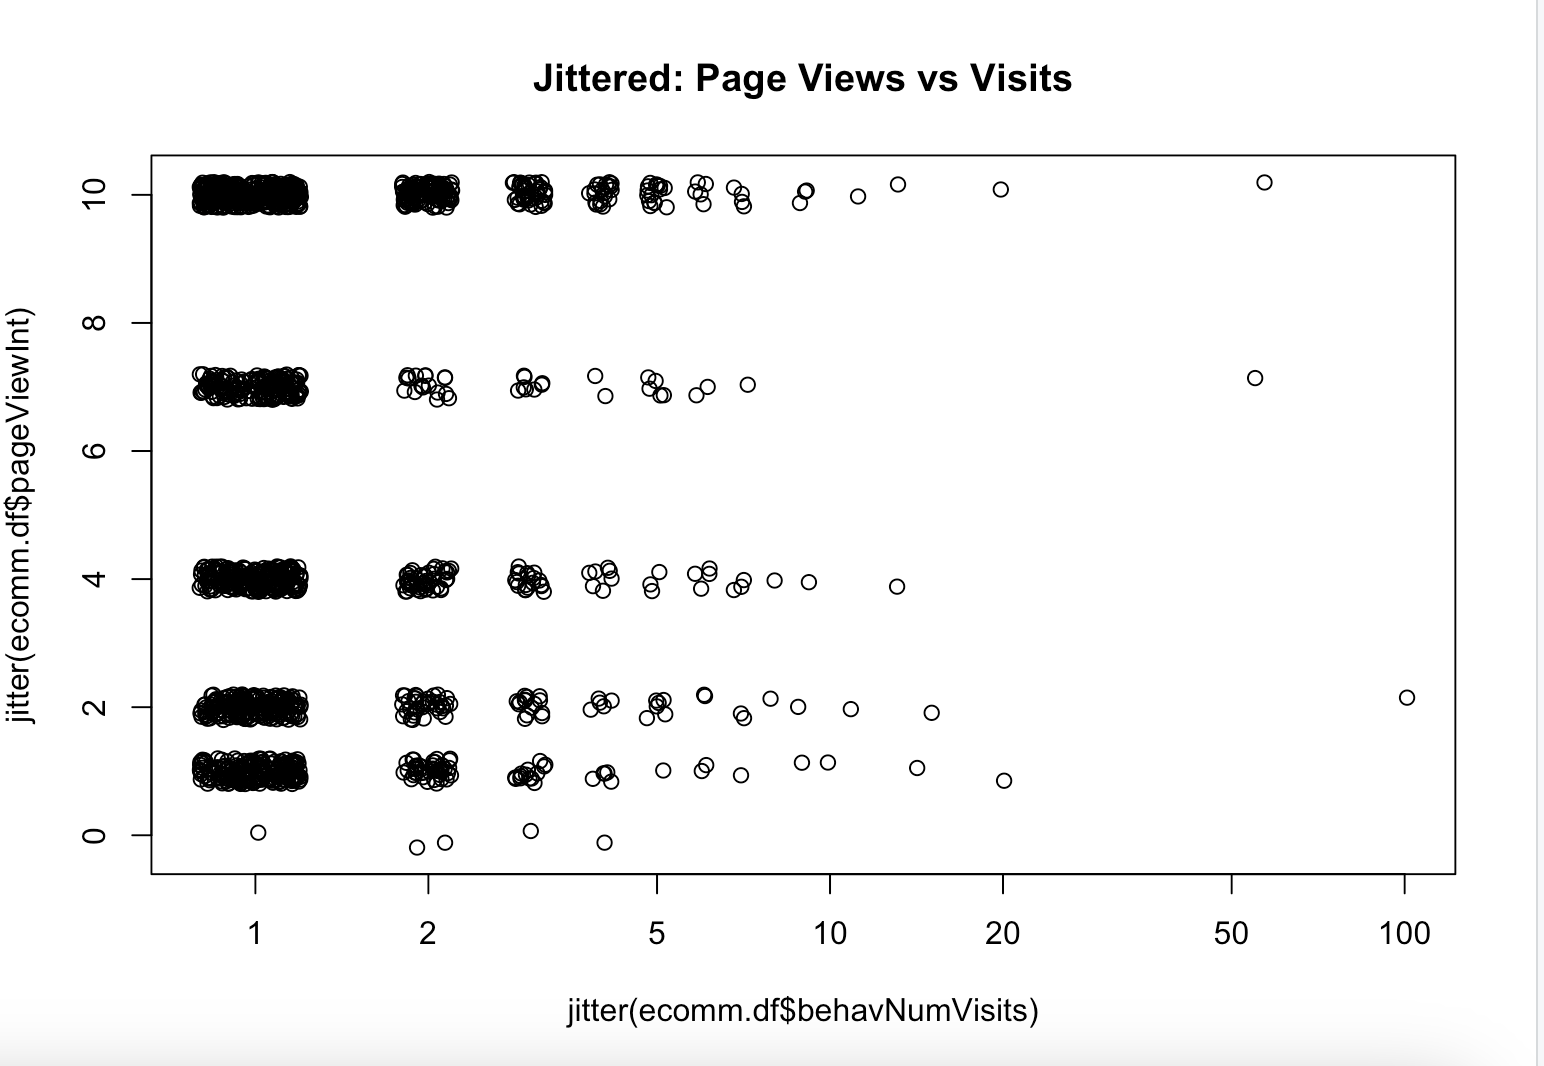 Jittered: Page Views vs Visits
jitter(ecomm.df$pageViewInt)
10
8
6
4
2
0
1 2 5 10 20 50 100
jitter(ecomm.df$behavNumVisits)